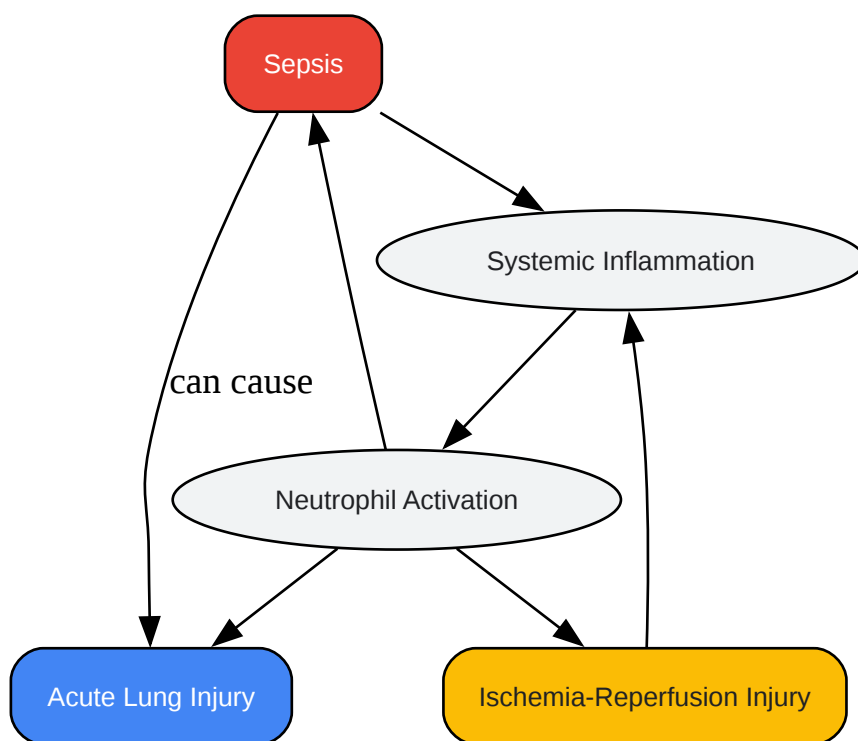 Sepsis
Systemic Inflammation
can cause
Neutrophil Activation
Acute Lung Injury
Ischemia-Reperfusion Injury